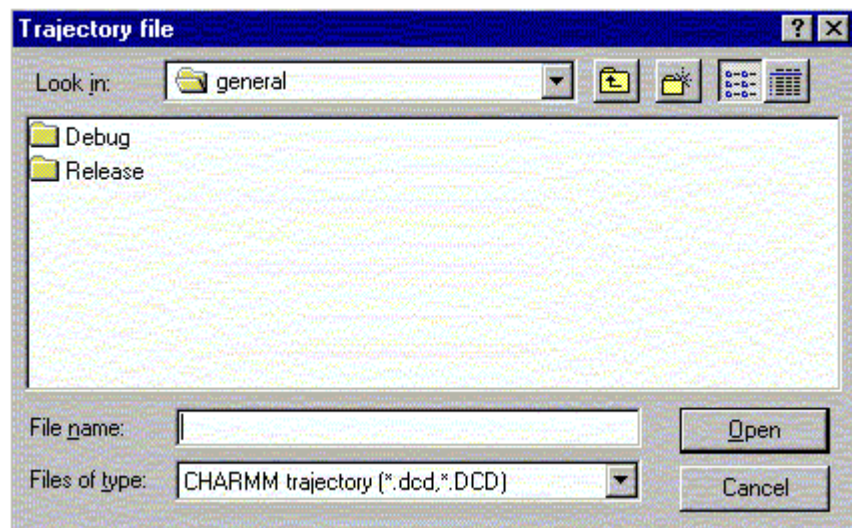 Trajectory file
Look in: general
Debug
Release
File name: Open
Files of type: CHARMM trajectory (*.dcd,*.DCD) Cancel